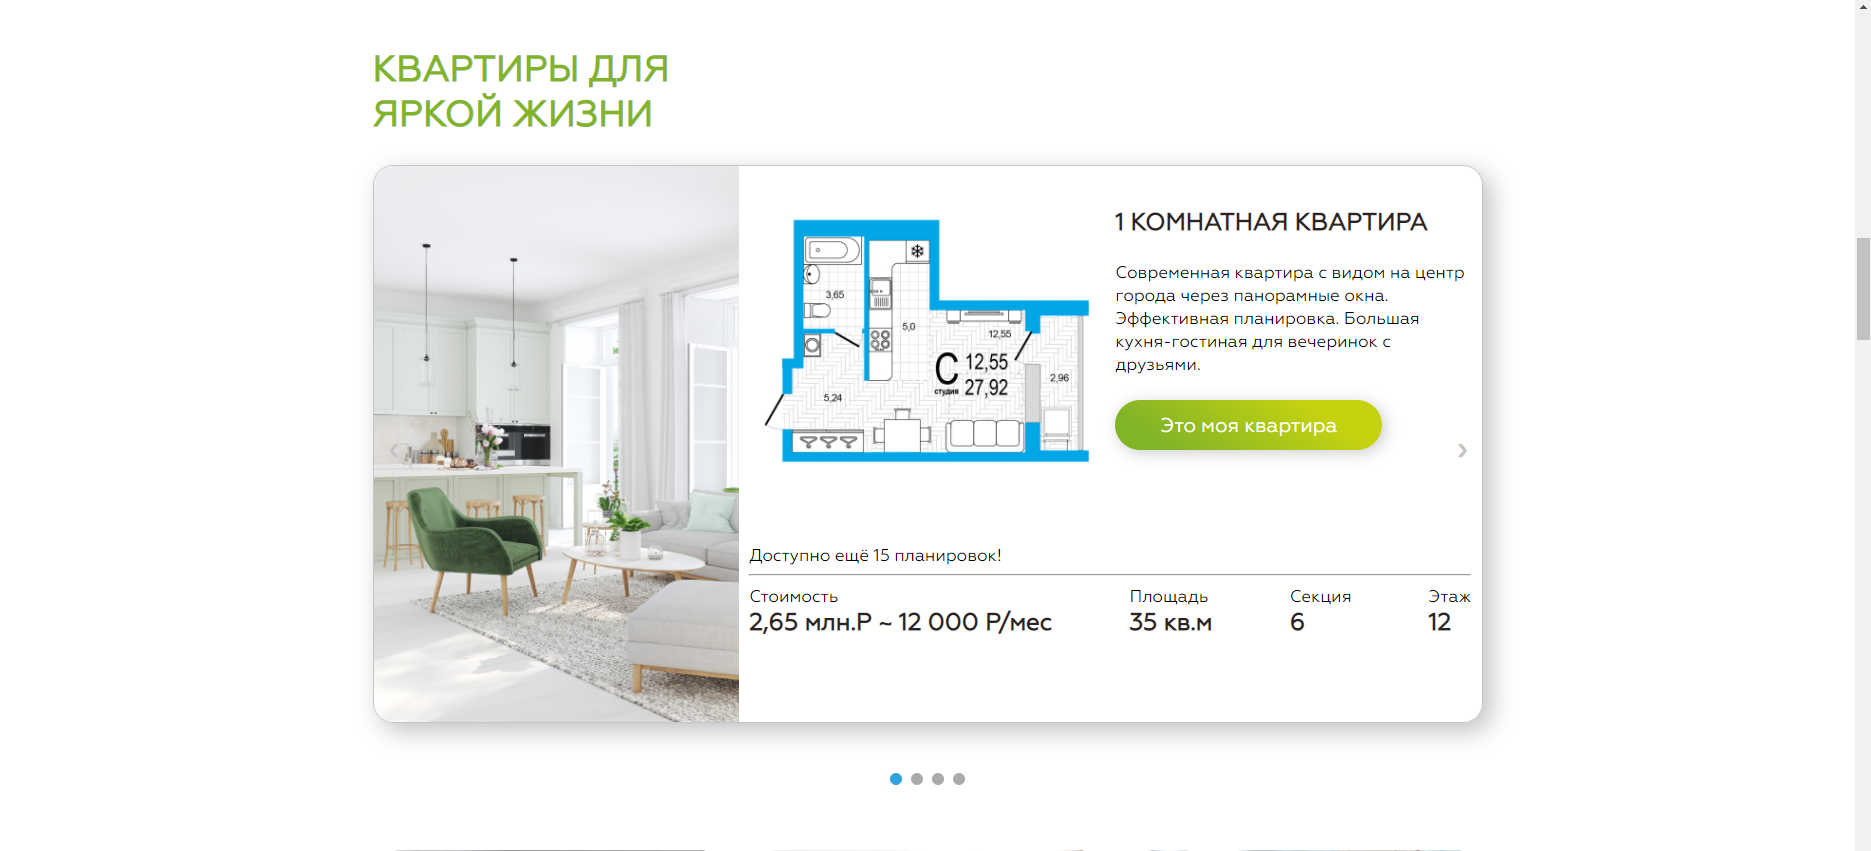 КВАРТИРЫ ДЛЯ
ЯРКОЙ ЖИЗНИ
3,65
5,0
12,55
С 12,55
студия 27,92
2,96
5,24
1 КОМНАТНАЯ КВАРТИРА
Современная квартира с видом на центр
города через панорамные окна.
Эффективная планировка. Большая
кухня-гостиная для вечеринок с
друзьями.
Это моя квартира
Доступно ещё 15 планировок!
Стоимость Площадь Секция Этаж
2,65 млн.Р ~ 12 000 Р/мес 35 кв.м 6 12